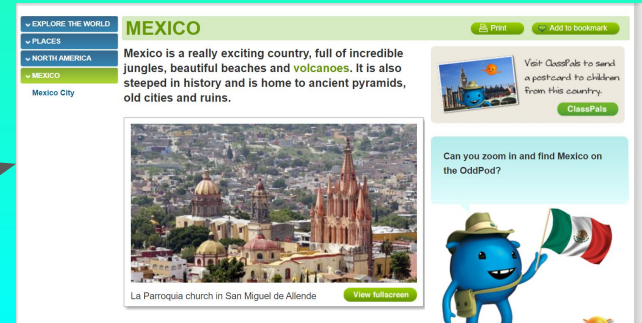 EXPLORE THE WORLD
PLACES
NORTH AMERICA
MEXICO
Mexico City
MEXICO
Print
Add to bookmark
Mexico is a really exciting country, full of incredible
jungles, beautiful beaches and volcanoes. It is also
steeped in history and is home to ancient pyramids,
old cities and ruins.
La Parroquia church in San Miguel de Allende
View fullscreen
Visit ClassPals to send
a postcard to children
from this country.
ClassPals
Can you zoom in and find Mexico on
the OddPod?